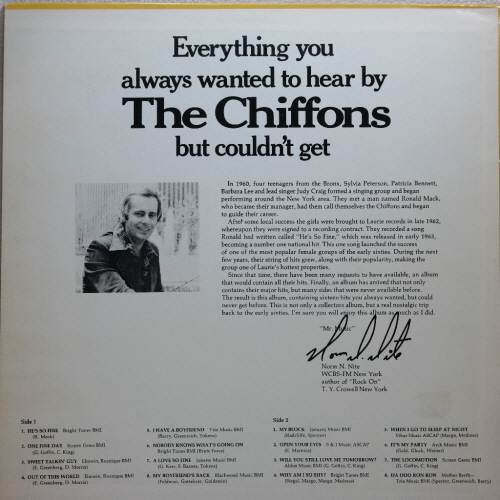 Everything you
always wanted to hear by
The Chiffons
but couldn't get
In 1960, four teenagers from the Bronx, Sylvia Peterson, Patricia Bennett,
Barbara Lee and lead singer Judy Craig formed a singing group and began
performing around the New York area. They met a man named Ronald Mack,
who became their manager, had them call themselves the Chiffons and began
to guide their career.
After some local success the girls were brought to Laurie records in late 1962,
whereupon they were signed to a recording contract. They recorded a song
Ronald had written called "He's So Fine," which was released in early 1963,
becoming a number one national hit. This one song launched the success
of one of the most popular female groups of the early sixties. During the next
few years, their string of hits grew, along with their popularity, making the
group one of Laurie's hottest properties.
Since that time, there have been many requests to have available, an album
that would contain all their hits. Finally, an album has arrived that not only
contains their major hits, but many sides that were never available before.
The result is this album, containing sixteen hits you always wanted, but could
never get before. This is not only a collectors album, but a real nostalgic trip
back to the early sixties. I'm sure you will enjoy this album as much as I did.
"Mr. Music"
Norm N. Nite
Norm N. Nite
WCBS-FM New York
author of "Rock On"
T. Y. Crowell New York
Side 1
1. HE'S SO FINE Bright Tunes BMI
(R. Mack)
2. ONE FINE DAY Screen Gems BMI
(G. Goffin, C. King)
3. SWEET TALKIN' GUY Elmwin, Roznique BMI
(E. Greenberg, D. Morris)
4. OUT OF THIS WORLD Elmwin, Roznique BMI
(E. Greenberg, D. Morris)
5. I HAVE A BOYFRIEND Trio Music BMI
(Barry, Greenwich, Tokens)
6. NOBODY KNOWS WHAT'S GOING ON
Bright Tunes BMI (Brute Force)
7. A LOVE SO FINE
8. MY BOYFRIEND'S BACK Blackwood Music BMI
(Feldman, Gottehrer, Goldstein)
Side 2
1. MY BLOCK
2. OPEN YOUR EYES S & J Music ASCAP
3. WILL YOU STILL LOVE ME TOMORROW?
Aldon Music BMI (G. Goffin, C. King)
4. WHY AM I SO SHY? Bright Tunes BMI
(Siegal, Margo, Margo, Medress)
5. WHEN I GO TO SLEEP AT NIGHT
6. IT'S MY PARTY Arch Music BMI
(Gold, Gluck, Wiener)
7. THE LOCOMOTION Screen Gems BMI
(G. Goffin, C. King)
8. DA DOO RON RON Mother Bertha-
Trio Music BMI (Spector, Greenwich, Barry)